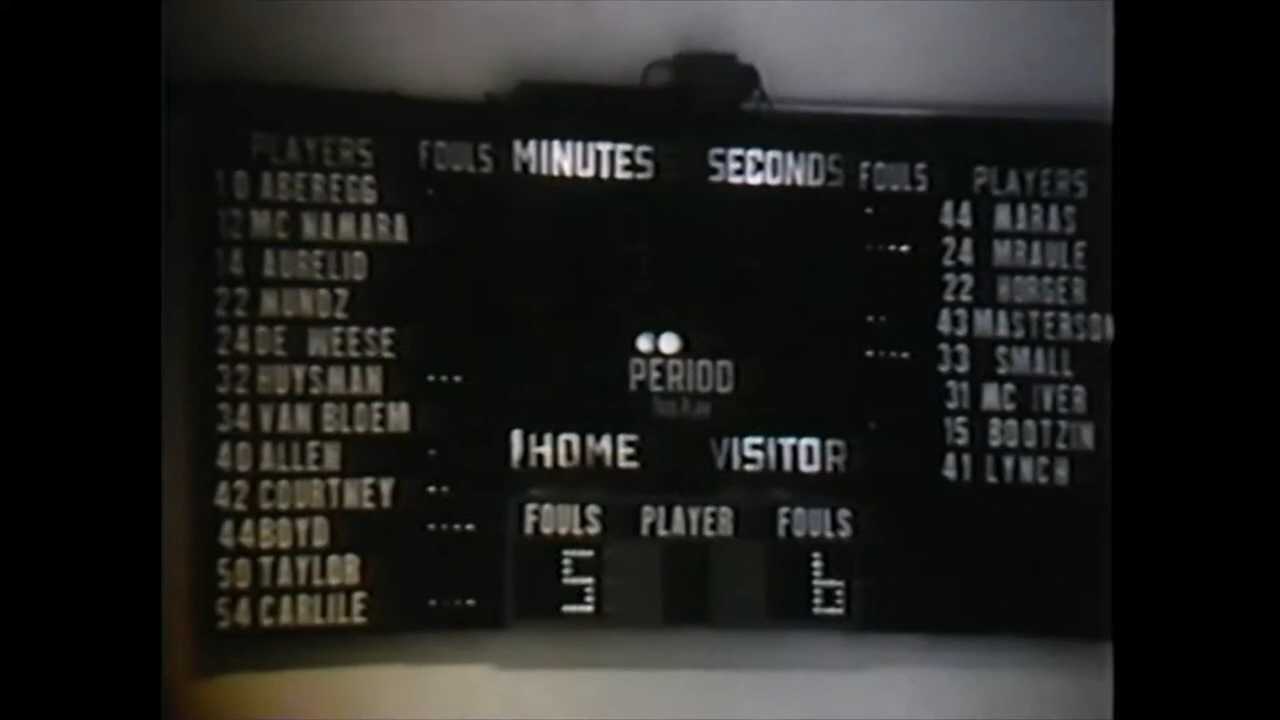 PLAYERS FOULS MINUTES SECONDS FOULS PLAYERS
10 ABEREGG
12 MC NAMARA
14 AURELIO
22 MUNOZ
24 DE WEESE
32 HUYSMAN
34 VAN BLOEM
40 ALLEN
42 COURTNEY
44 BOYD
50 TAYLOR
54 CARLILE
PERIOD
HOME VISITOR
FOULS PLAYER FOULS
5 6
44 MARAS
24 MRAULE
22 HORGER
43 MASTERSON
33 SMALL
31 MC IVER
15 BOOTZIN
41 LYNCH